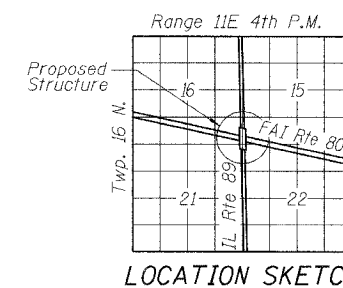 Range 11E 4th P.M.
Proposed
Structure
16
15
Twp. 16 N.
FAI Rte 80
21
IL Rte 89
22
LOCATION SKETC